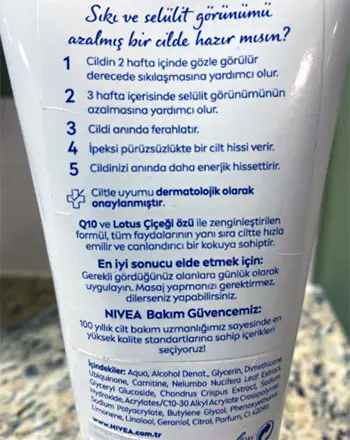 Sıkı ve selülit görünümü
azalmış bir cilde hazır mısın?
1 Cildin 2 hafta içinde gözle görülür
derecede sıkılaşmasına yardımcı olur.
2 3 hafta içerisinde selülit görünümünün
azalmasına yardımcı olur.
3 Cildi anında ferahlatır.
4 İpeksi pürüzsüzlükte bir cilt hissi verir.
5 Cildinizi anında daha enerjik hissettirir.
Ciltle uyumu dermatolojik olarak
onaylanmıştır.
Q10 ve Lotus Çiçeği özü ile zenginleştirilen
formül, tüm faydalarının yanı sıra ciltte hızla
emilir ve canlandırıcı bir kokuya sahiptir.
En iyi sonucu elde etmek için:
Gerekli gördüğünüz alanlara günlük olarak
uygulayın. Masaj yapmanızı gerektirmez,
dilerseniz yapabilirsiniz.
NIVEA Bakım Güvencemiz:
100 yıllık cilt bakım uzmanlığımız sayesinde en
yüksek kalite standartlarına sahip içerikleri
seçiyoruz!
İçindekiler: Aqua, Alcohol Denat., Glycerin, Dimethicone,
Ubiquinone, Carnitine, Nelumbo Nucifera Leaf Extract,
Glyceryl Glucoside, Chondrus Crispus Extract, Sodium
Hydroxide, Acrylates/C10-30 Alkyl Acrylate Crosspolymer,
Sodium Polyacrylate, Butylene Glycol, Phenoxyethanol,
Limonene, Linalool, Geraniol, Citral, Parfum, CI 42090
www.NIVEA.com.tr